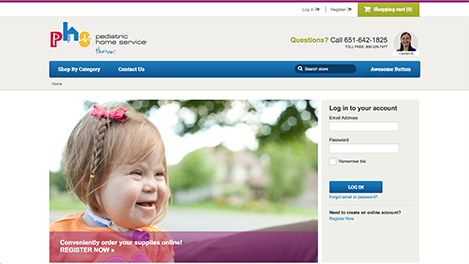 Log in
Register
Shopping cart (0)
pho pediatric
home service
thrive.
Questions? Call 651-642-1825
TOLL FREE: 800-225-7477
Carolyn B.
Shop By Category
Contact Us
Search store
Awesome Button
Home
Log in to your account
Email Address
Password
Remember Me
LOG IN
Forgot email or password?
Need to create an online account?
Register Now
Conveniently order your supplies online!
REGISTER NOW »